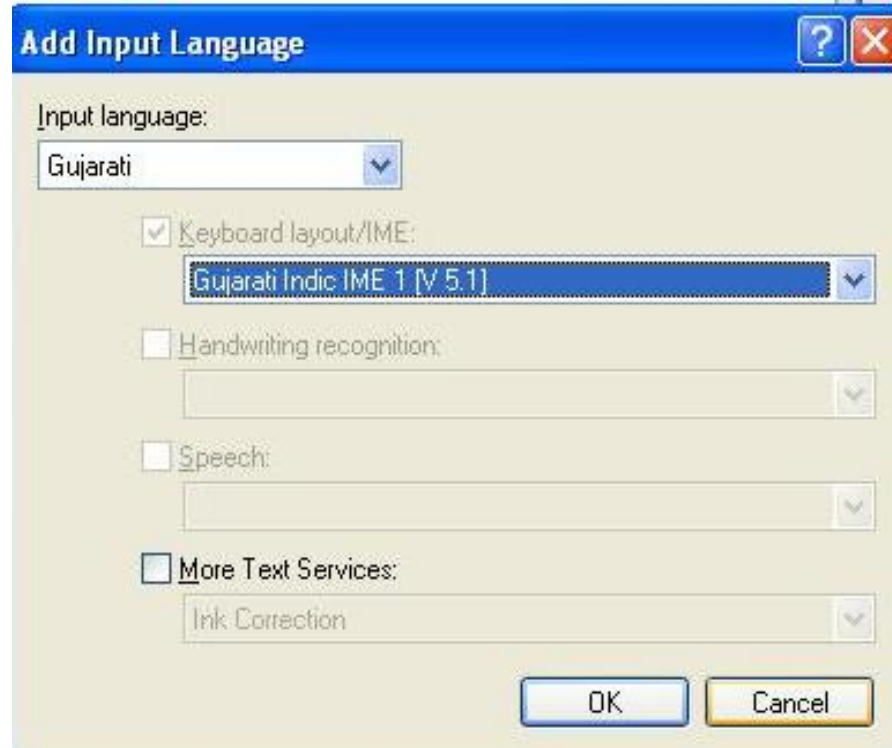 Add Input Language
Input language:
Gujarati
Keyboard layout/IME:
Gujarati Indic IME 1 [V 5.1]
Handwriting recognition:
Speech:
More Text Services:
Ink Correction
OK Cancel